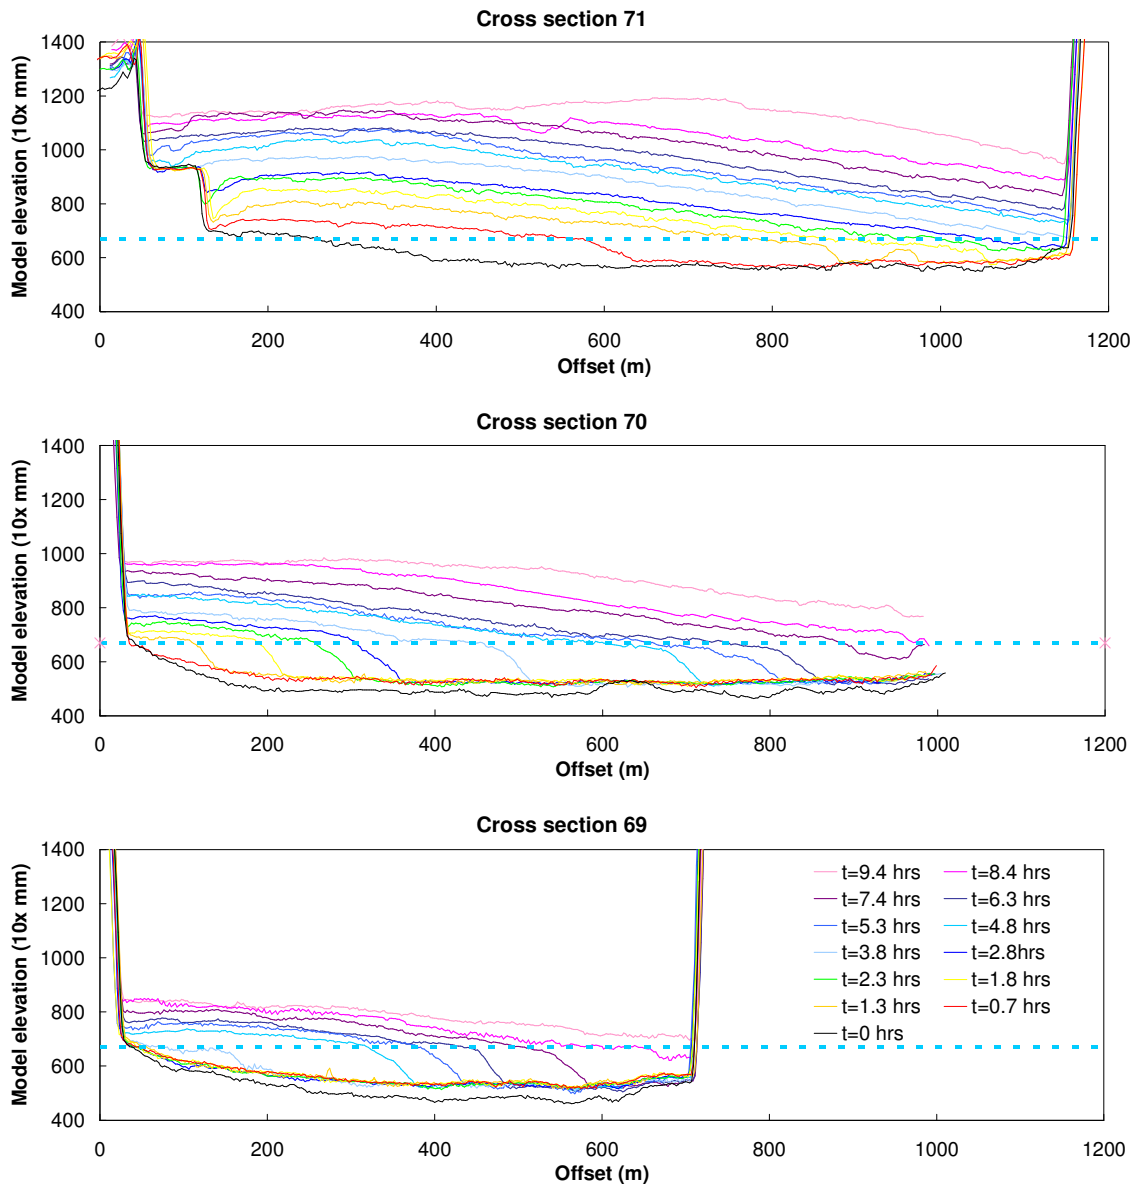 Cross section 71
Model elevation (10x mm)
1400
1200
1000
800
600
400
0 200 400 600 800 1000 1200
Offset (m)
Cross section 70
Model elevation (10x mm)
1400
1200
1000
800
600
400
0 200 400 600 800 1000 1200
Offset (m)
Cross section 69
Model elevation (10x mm)
1400
1200
1000
800
600
400
t=9.4 hrs t=8.4 hrs
t=7.4 hrs t=6.3 hrs
t=5.3 hrs t=4.8 hrs
t=3.8 hrs t=2.8hrs
t=2.3 hrs t=1.8 hrs
t=1.3 hrs t=0.7 hrs
t=0 hrs
0 200 400 600 800 1000 1200
Offset (m)